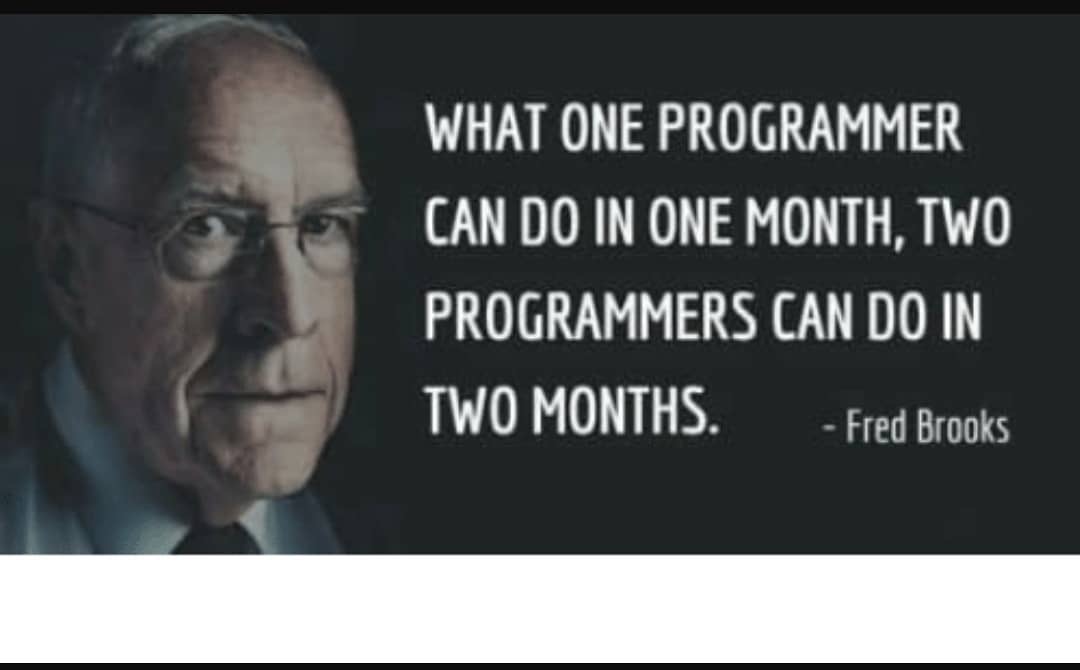 WHAT ONE PROGRAMMER
CAN DO IN ONE MONTH, TWO
PROGRAMMERS CAN DO IN
TWO MONTHS.
- Fred Brooks